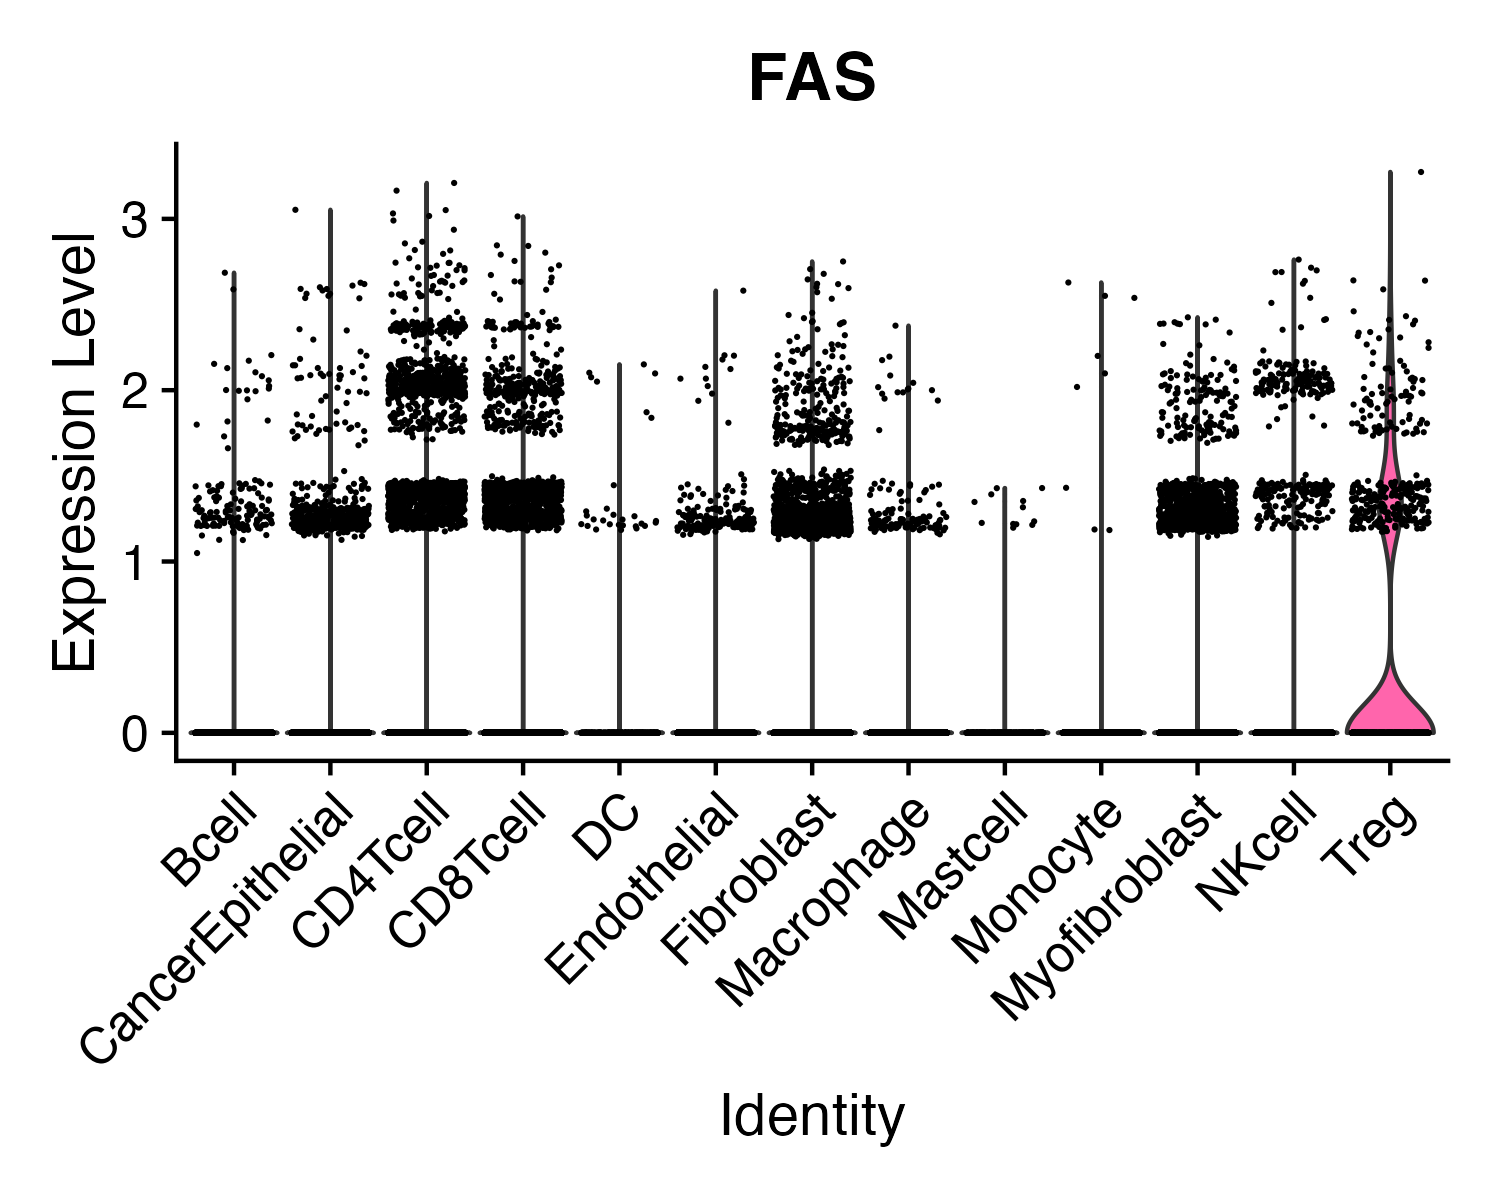 FAS
Expression Level
3
2
1
0
Bcell
CancerEpithelial
CD4Tcell
CD8Tcell
DC
Endothelial
Fibroblast
Macrophage
Mastcell
Monocyte
Myofibroblast
NKcell
Treg
Identity